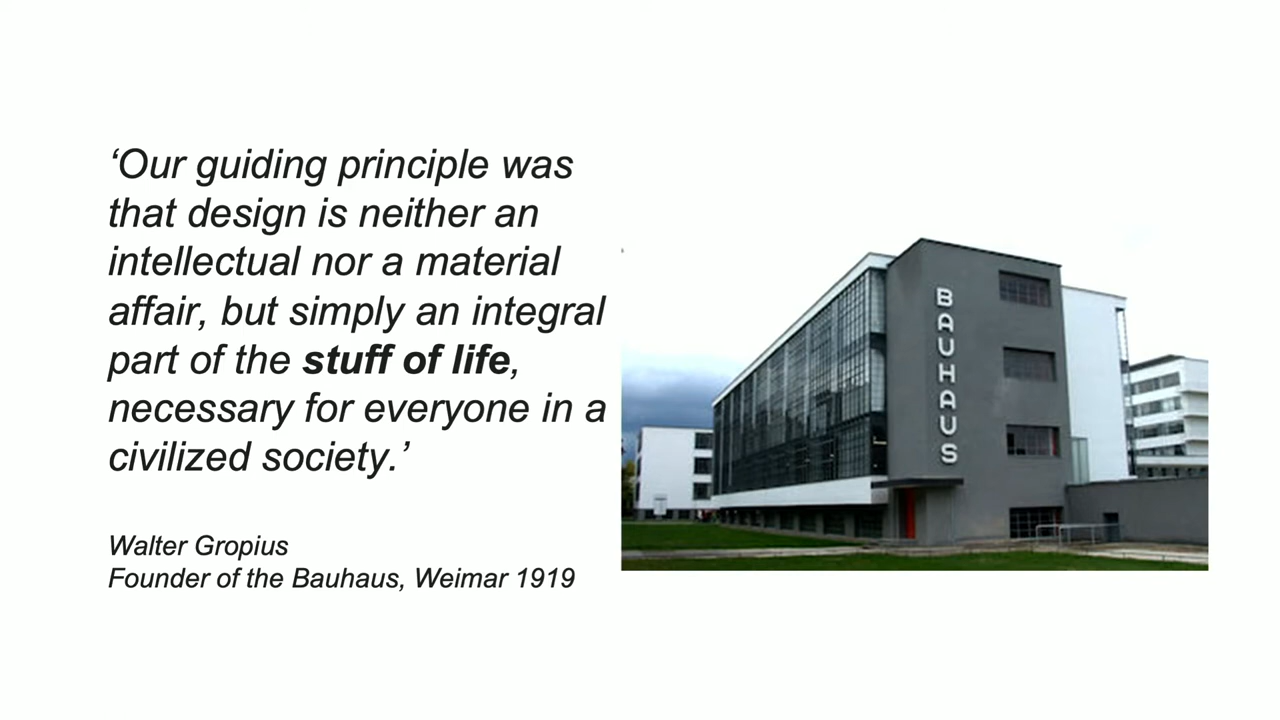 ‘Our guiding principle was
that design is neither an
intellectual nor a material
affair, but simply an integral
part of the stuff of life,
necessary for everyone in a
civilized society.’
Walter Gropius
Founder of the Bauhaus, Weimar 1919
BAUHAUS